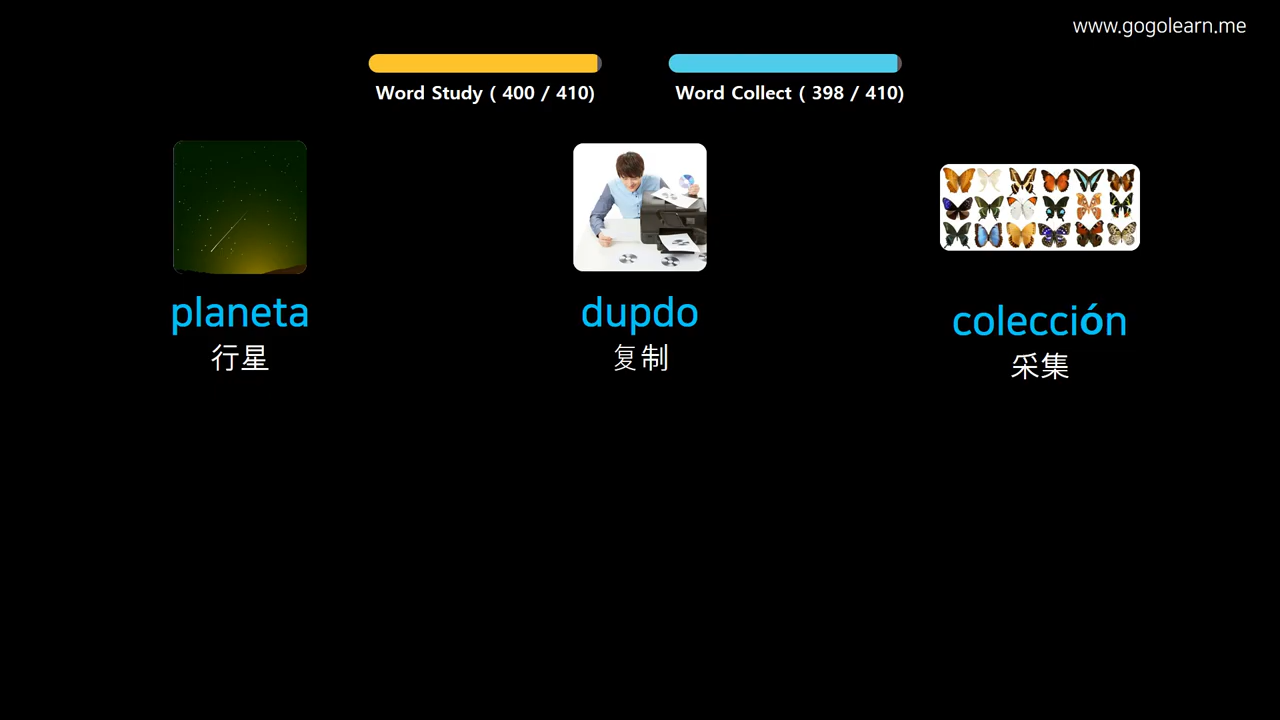 www.gogolearn.me
Word Study ( 400 / 410)
Word Collect ( 398 / 410)
planeta
行星
dupdo
复制
colección
采集